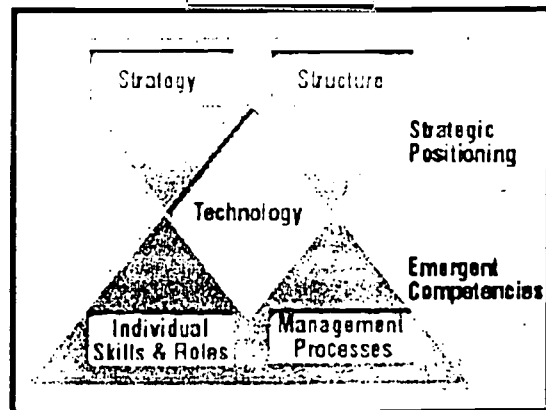 Strategy
Structure
Strategic
Positioning
Technology
Emergent
Competencies
Individual
Skills & Roles
Management
Processes